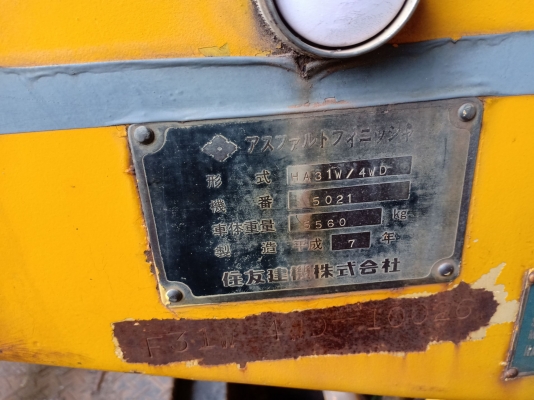 アスファルトフィニッシャ
形式 HA31W/4WD
機番 5021
車体重量 5560 kg
製造 平成 7 年
住友建機株式会社